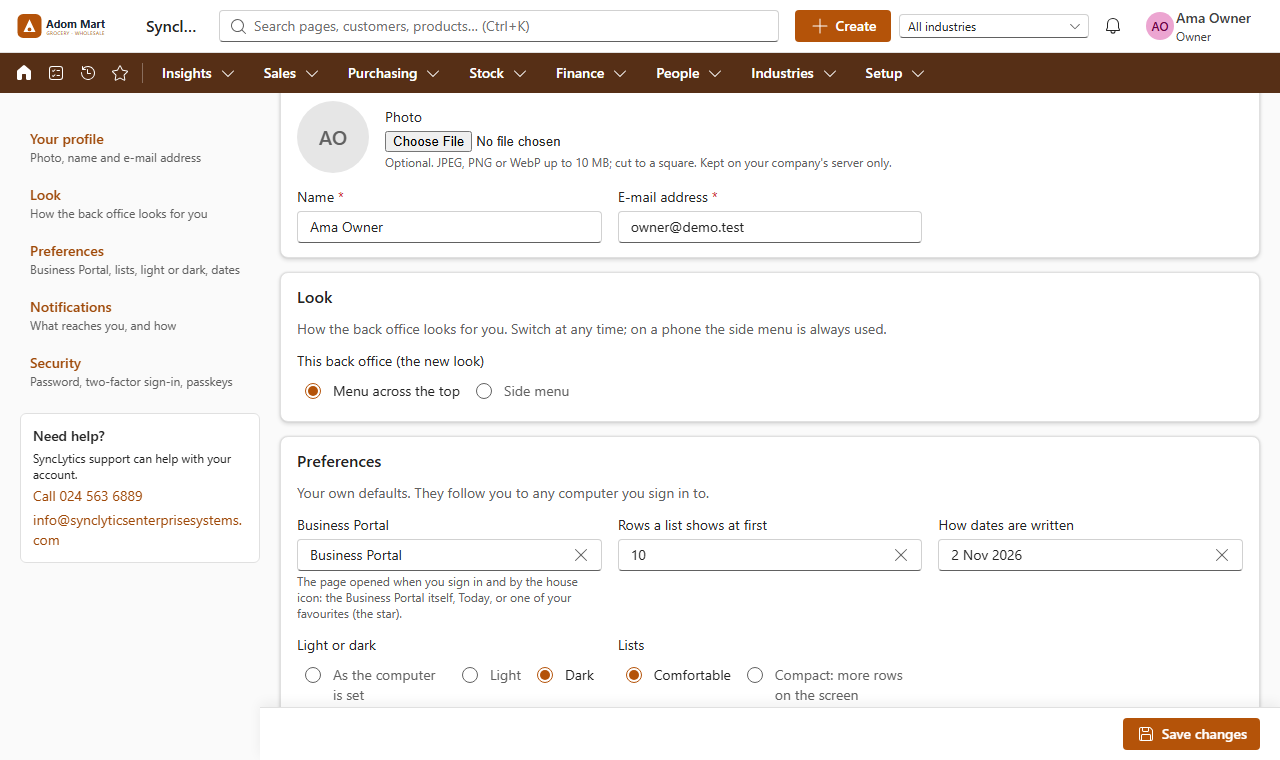 Adom Mart
GROCERY · WHOLESALE
Syncl...
Search pages, customers, products... (Ctrl+K)
Create
All industries
AO
Ama Owner
Owner
Insights
Sales
Purchasing
Stock
Finance
People
Industries
Setup
Your profile
Photo, name and e-mail address
Look
How the back office looks for you
Preferences
Business Portal, lists, light or dark, dates
Notifications
What reaches you, and how
Security
Password, two-factor sign-in, passkeys
Need help?
SyncLytics support can help with your
account.
Call 024 563 6889
info@synclyticsenterprisesystems.
com
AO
Photo
Choose File No file chosen
Optional. JPEG, PNG or WebP up to 10 MB; cut to a square. Kept on your company's server only.
Name *
E-mail address *
Ama Owner
owner@demo.test
Look
How the back office looks for you. Switch at any time; on a phone the side menu is always used.
This back office (the new look)
Menu across the top
Side menu
Preferences
Your own defaults. They follow you to any computer you sign in to.
Business Portal
Rows a list shows at first
How dates are written
Business Portal
10
2 Nov 2026
The page opened when you sign in and by the house
icon: the Business Portal itself, Today, or one of your
favourites (the star).
Light or dark
Lists
As the computer
is set
Light
Dark
Comfortable
Compact: more rows
on the screen
Save changes